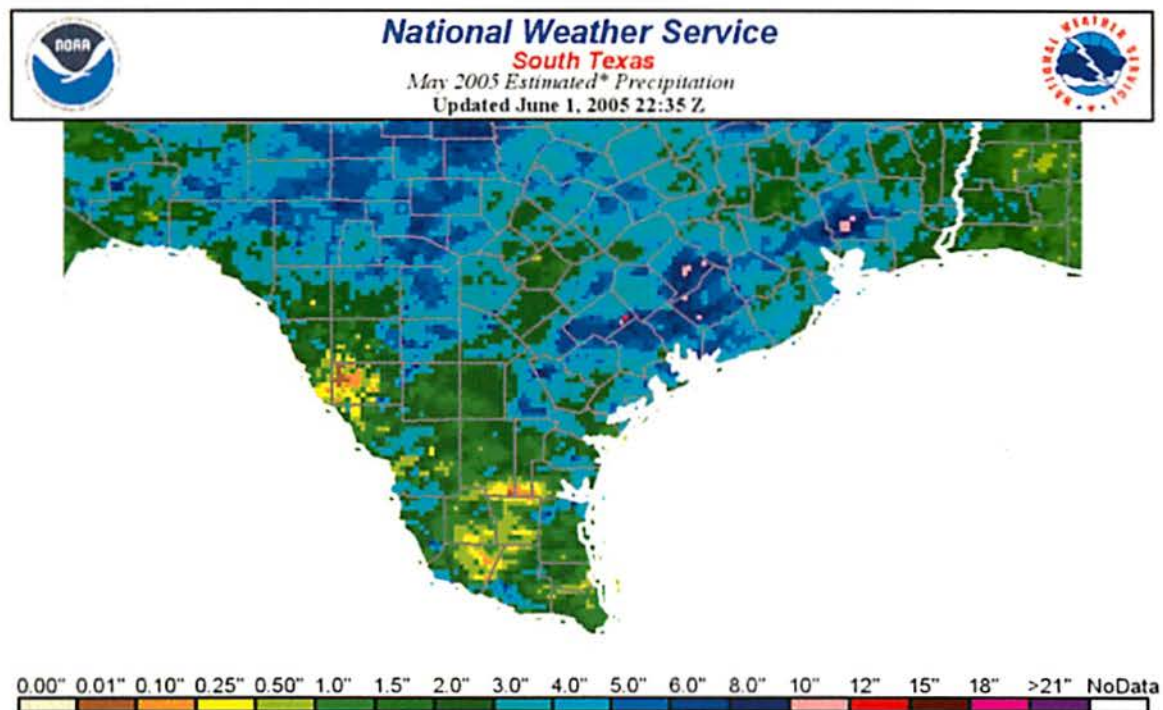 NOAA
National Weather Service
South Texas
May 2005 Estimated* Precipitation
Updated June 1, 2005 22:35 Z
NATIONAL WEATHER SERVICE
0.00" 0.01" 0.10" 0.25" 0.50" 1.0" 1.5" 2.0" 3.0" 4.0" 5.0" 6.0" 8.0" 10" 12" 15" 18" >21" NoData